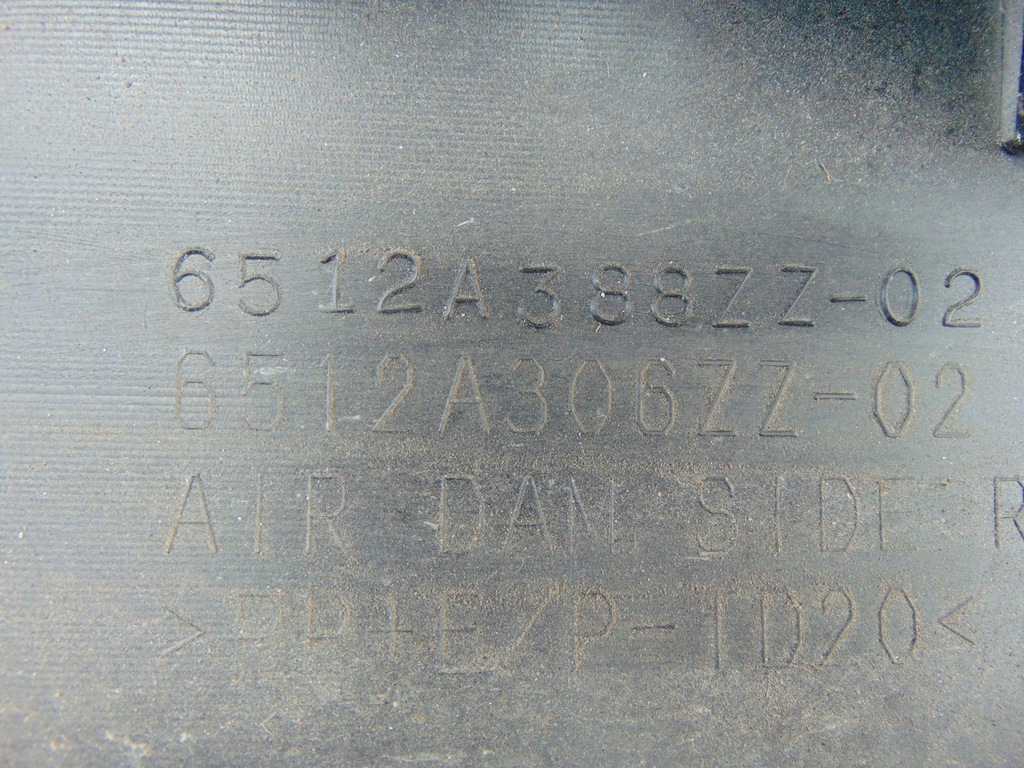 6512A388ZZ-02
6512A306ZZ-02
AIR DAM, SIDE R
>PP+E/P-TD20<